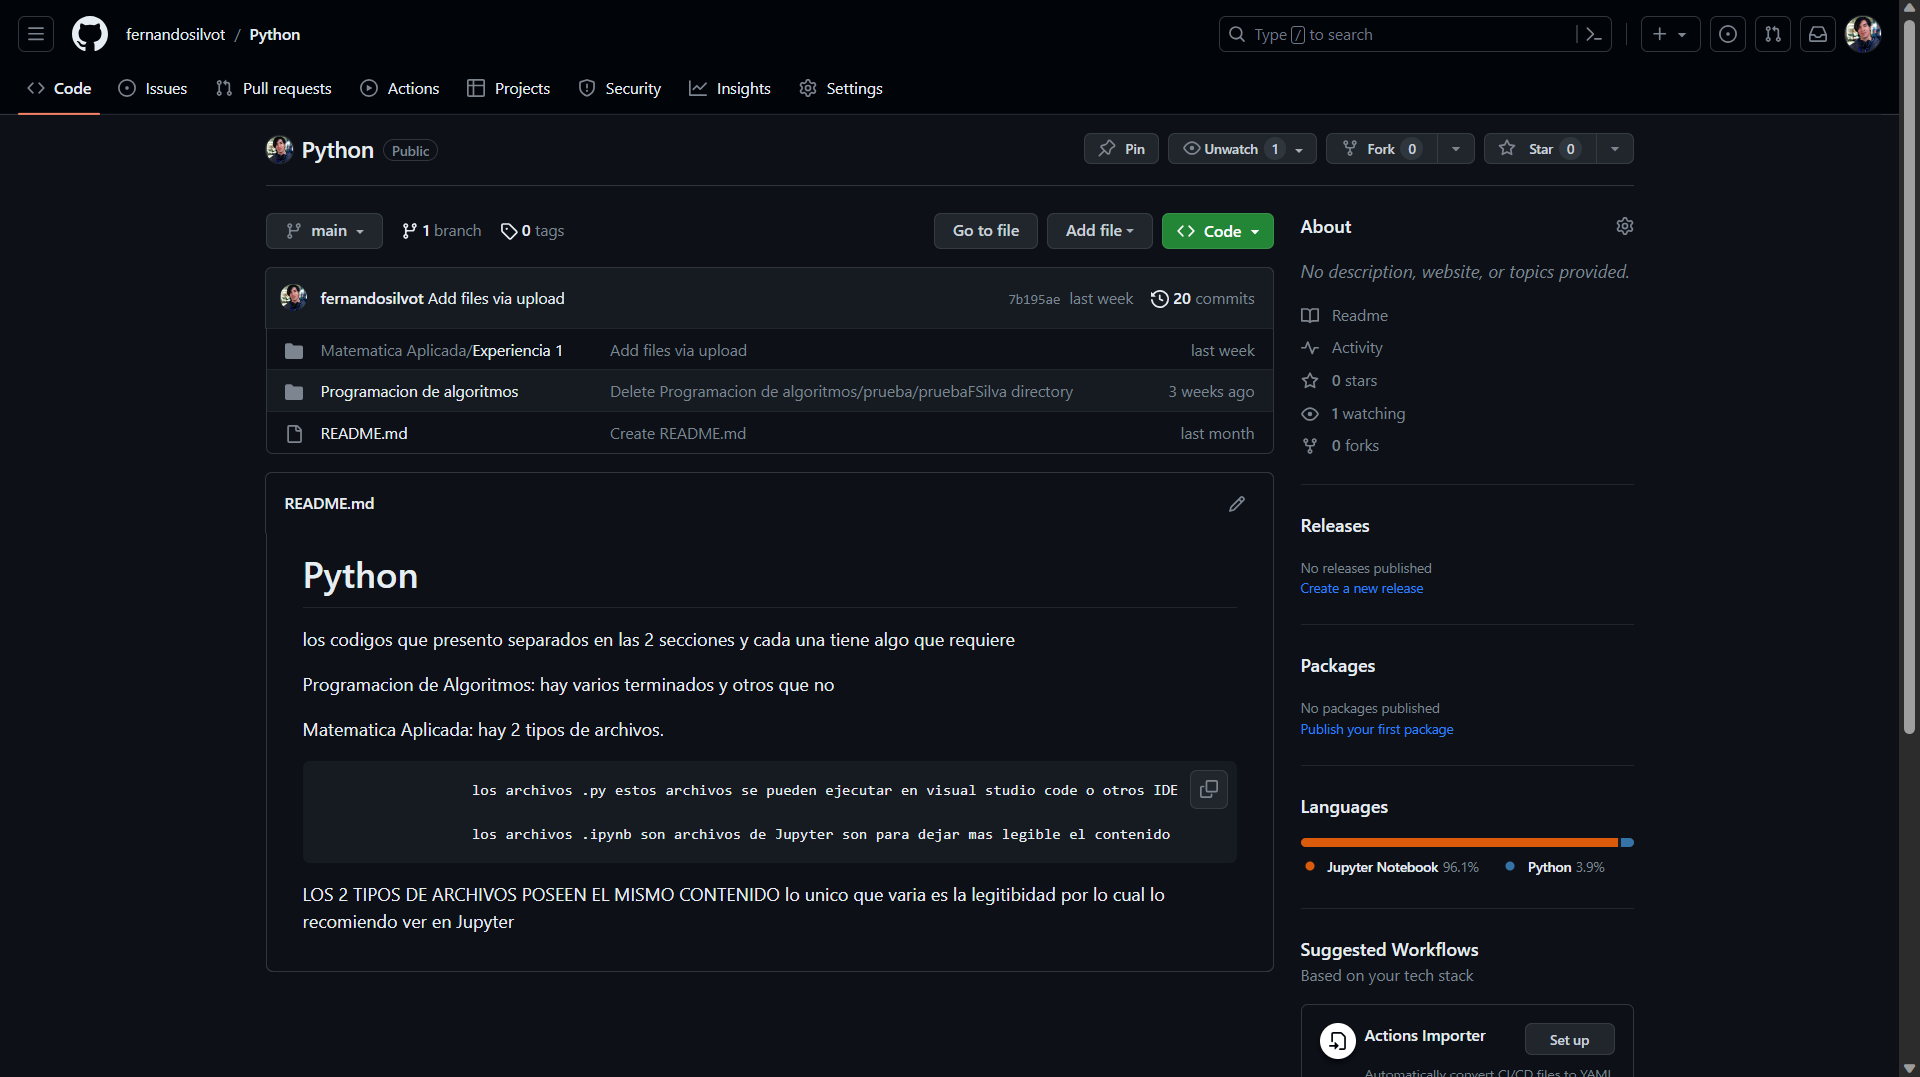 fernandosilvot / Python
Type / to search
Code Issues Pull requests Actions Projects Security Insights Settings
Python Public
Pin Unwatch 1 Fork 0 Star 0
main 1 branch 0 tags
Go to file Add file Code
fernandosilvot Add files via upload 7b195ae last week 20 commits
Matematica Aplicada/Experiencia 1 Add files via upload last week
Programacion de algoritmos Delete Programacion de algoritmos/prueba/pruebaFSilva directory 3 weeks ago
README.md Create README.md last month
README.md
Python
los codigos que presento separados en las 2 secciones y cada una tiene algo que requiere
Programacion de Algoritmos: hay varios terminados y otros que no
Matematica Aplicada: hay 2 tipos de archivos.
los archivos .py estos archivos se pueden ejecutar en visual studio code o otros IDE
los archivos .ipynb son archivos de Jupyter son para dejar mas legible el contenido
LOS 2 TIPOS DE ARCHIVOS POSEEN EL MISMO CONTENIDO lo unico que varia es la legitibidad por lo cual lo
recomiendo ver en Jupyter
About
No description, website, or topics provided.
Readme
Activity
0 stars
1 watching
0 forks
Releases
No releases published
Create a new release
Packages
No packages published
Publish your first package
Languages
Jupyter Notebook 96.1% Python 3.9%
Suggested Workflows
Based on your tech stack
Actions Importer Set up
Automatically convert CI/CD files to YAML